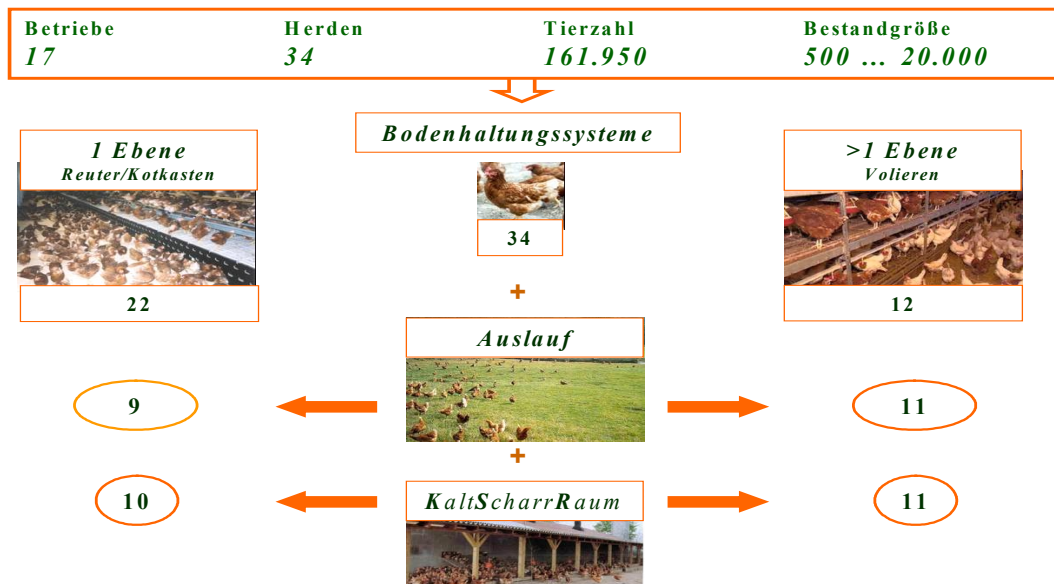 Betriebe Herden Tierzahl Bestandgröße
17 34 161.950 500 ... 20.000
Bodenhaltungssysteme
1 Ebene
Reuter/Kotkasten
>1 Ebene
Volieren
34
22
12
+
Auslauf
9
11
+
10
KaltScharrRaum
11